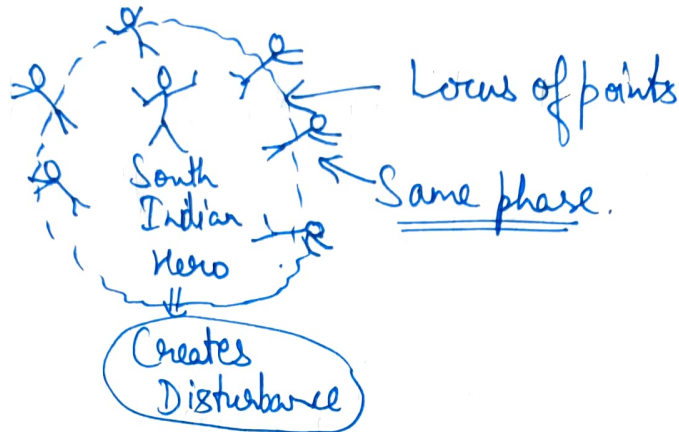 Locus of points
Same phase.
South
Indian
Hero
Creates
Disturbance